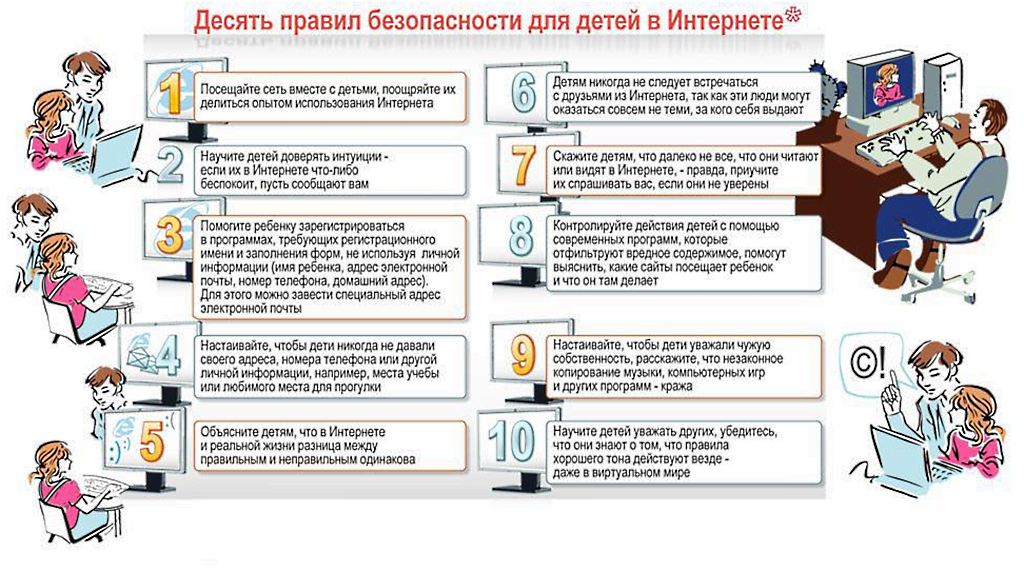 Десять правил безопасности для детей в Интернете*
1
Посещайте сеть вместе с детьми, поощряйте их
делиться опытом использования Интернета
2
Научите детей доверять интуиции -
если их в Интернете что-либо
беспокоит, пусть сообщают вам
3
Помогите ребенку зарегистрироваться
в программах, требующих регистрационного
имени и заполнения форм, не используя личной
информации (имя ребенка, адрес электронной
почты, номер телефона, домашний адрес).
Для этого можно завести специальный адрес
электронной почты
4
Настаивайте, чтобы дети никогда не давали
своего адреса, номера телефона или другой
личной информации, например, места учебы
или любимого места для прогулки
5
:)
:(
Объясните детям, что в Интернете
и реальной жизни разница между
правильным и неправильным одинакова
6
Детям никогда не следует встречаться
с друзьями из Интернета, так как эти люди могут
оказаться совсем не теми, за кого себя выдают
7
Скажите детям, что далеко не все, что они читают
или видят в Интернете, - правда, приучите
их спрашивать вас, если они не уверены
8
Контролируйте действия детей с помощью
современных программ, которые
отфильтруют вредное содержимое, помогут
выяснить, какие сайты посещает ребенок
и что он там делает
9
Настаивайте, чтобы дети уважали чужую
собственность, расскажите, что незаконное
копирование музыки, компьютерных игр
и других программ - кража
10
Научите детей уважать других, убедитесь,
что они знают о том, что правила
хорошего тона действуют везде -
даже в виртуальном мире
©!